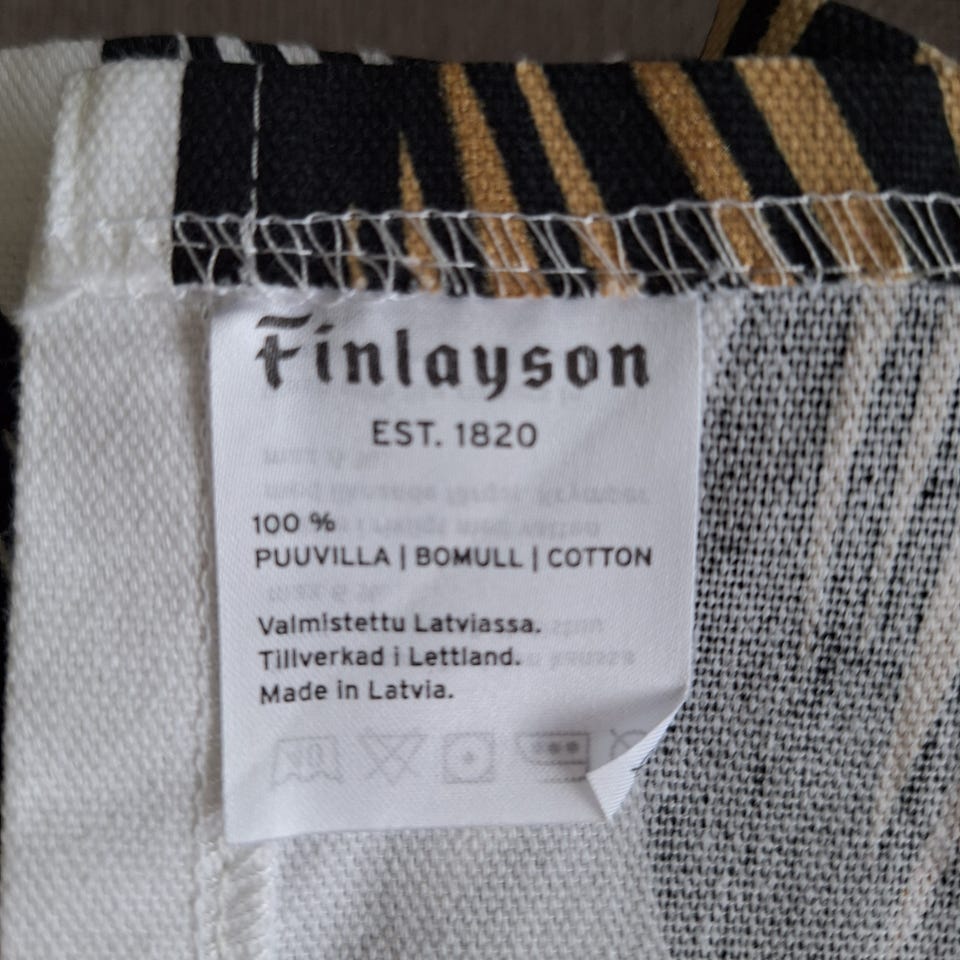 Finlayson
EST. 1820
100 %
PUUVILLA | BOMULL | COTTON
Valmistettu Latviassa.
Tillverkad i Lettland.
Made in Latvia.